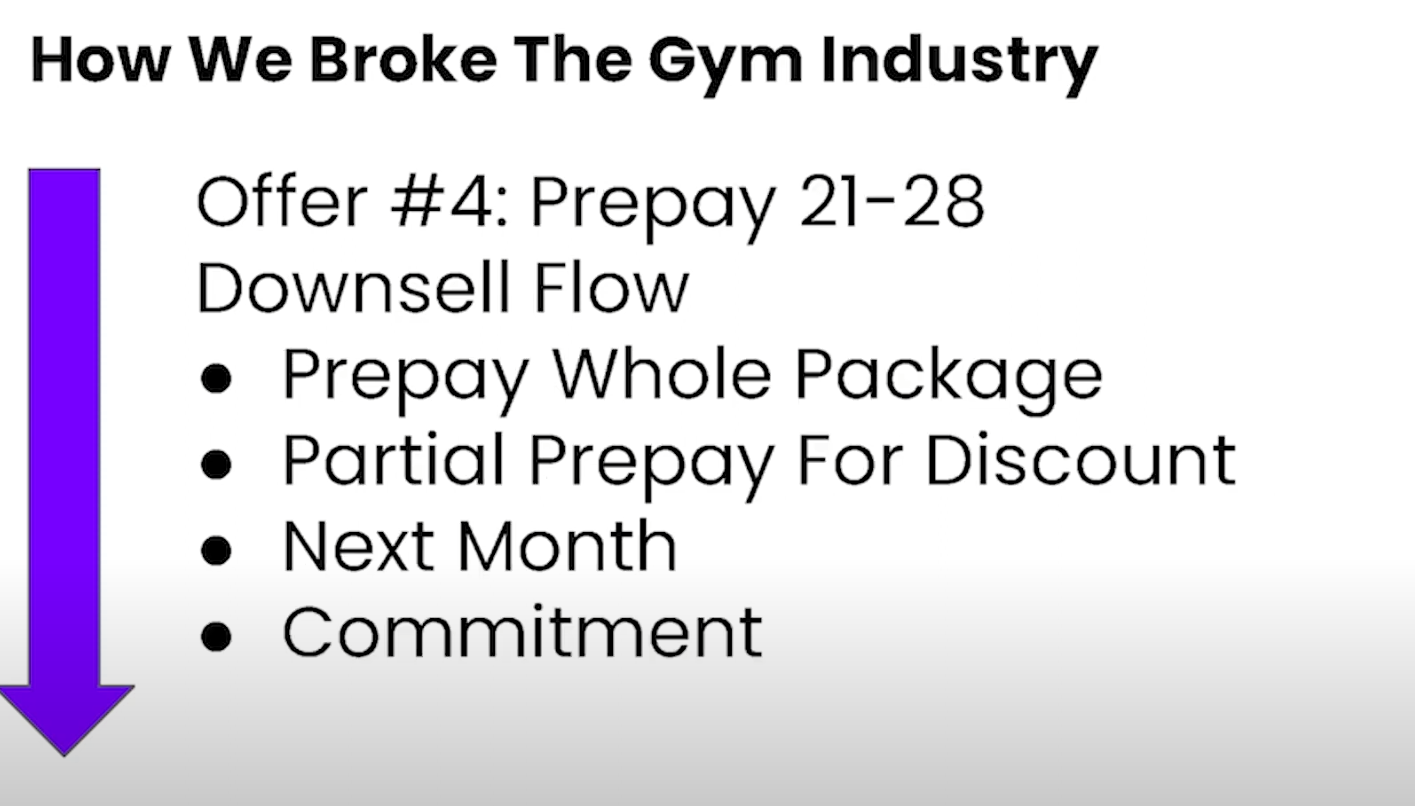 How We Broke The Gym Industry
Offer #4: Prepay 21-28
Downsell Flow
● Prepay Whole Package
● Partial Prepay For Discount
● Next Month
● Commitment